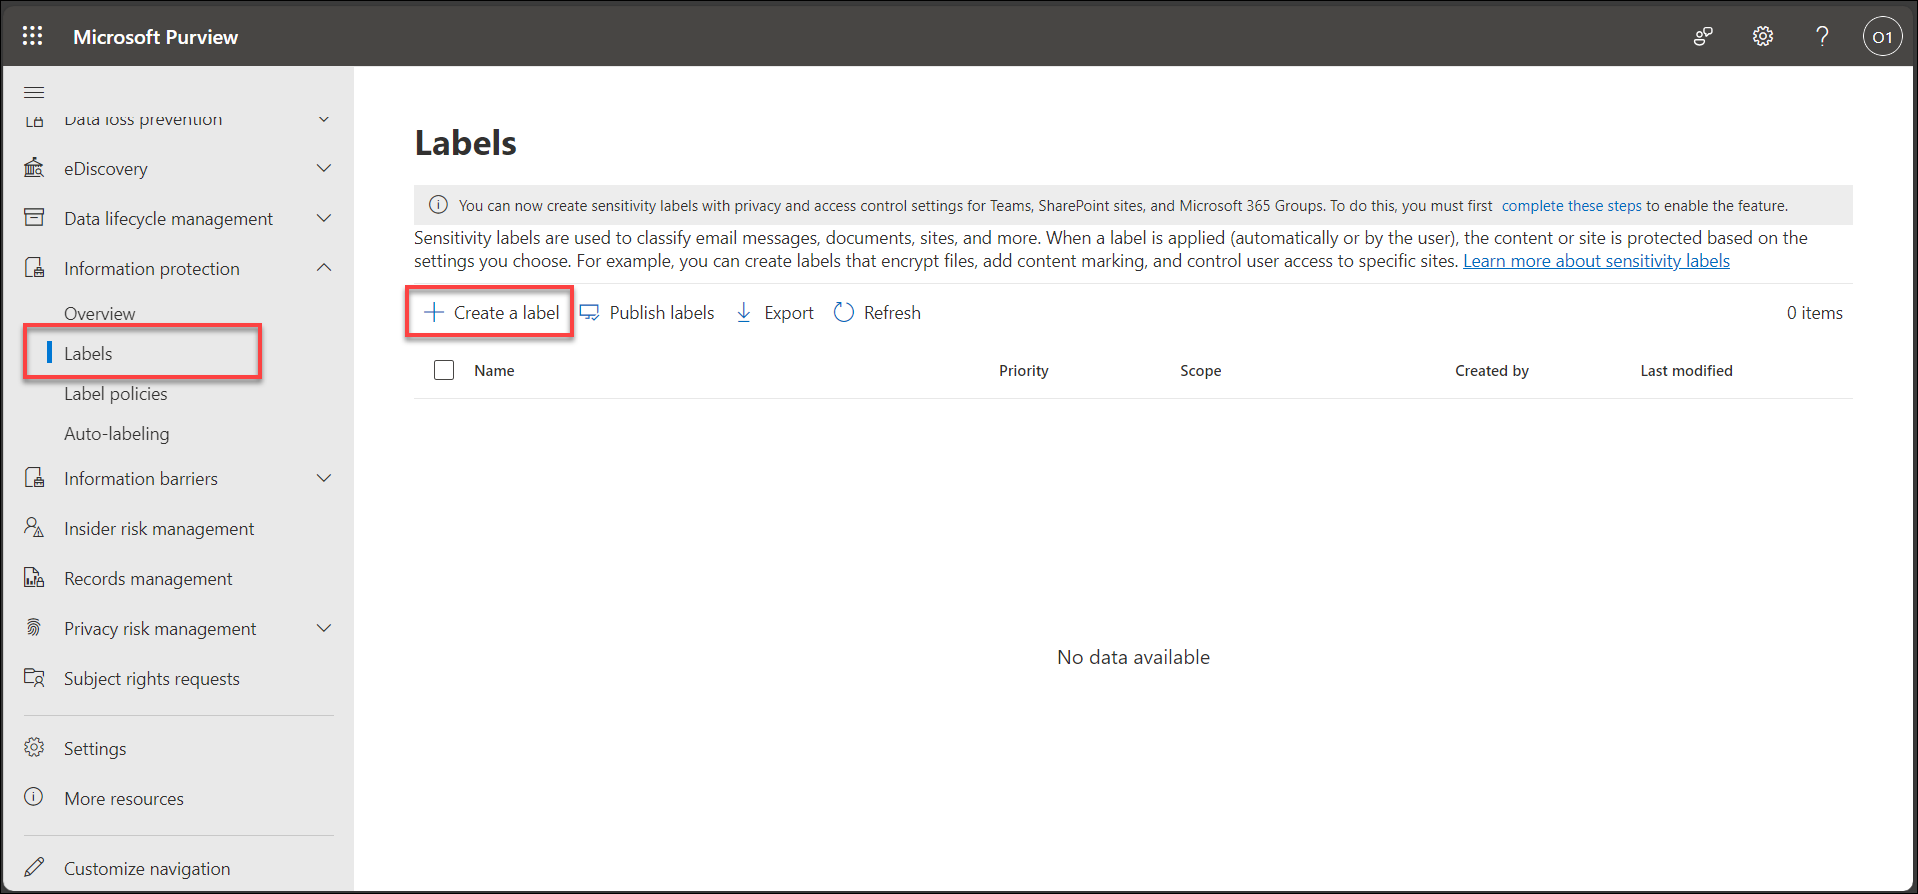 Microsoft Purview
O1
Data loss prevention
eDiscovery
Data lifecycle management
Information protection
Overview
Labels
Label policies
Auto-labeling
Information barriers
Insider risk management
Records management
Privacy risk management
Subject rights requests
Settings
More resources
Customize navigation
Labels
You can now create sensitivity labels with privacy and access control settings for Teams, SharePoint sites, and Microsoft 365 Groups. To do this, you must first complete these steps to enable the feature.
Sensitivity labels are used to classify email messages, documents, sites, and more. When a label is applied (automatically or by the user), the content or site is protected based on the
settings you choose. For example, you can create labels that encrypt files, add content marking, and control user access to specific sites. Learn more about sensitivity labels
Create a label Publish labels Export Refresh 0 items
Name Priority Scope Created by Last modified
No data available